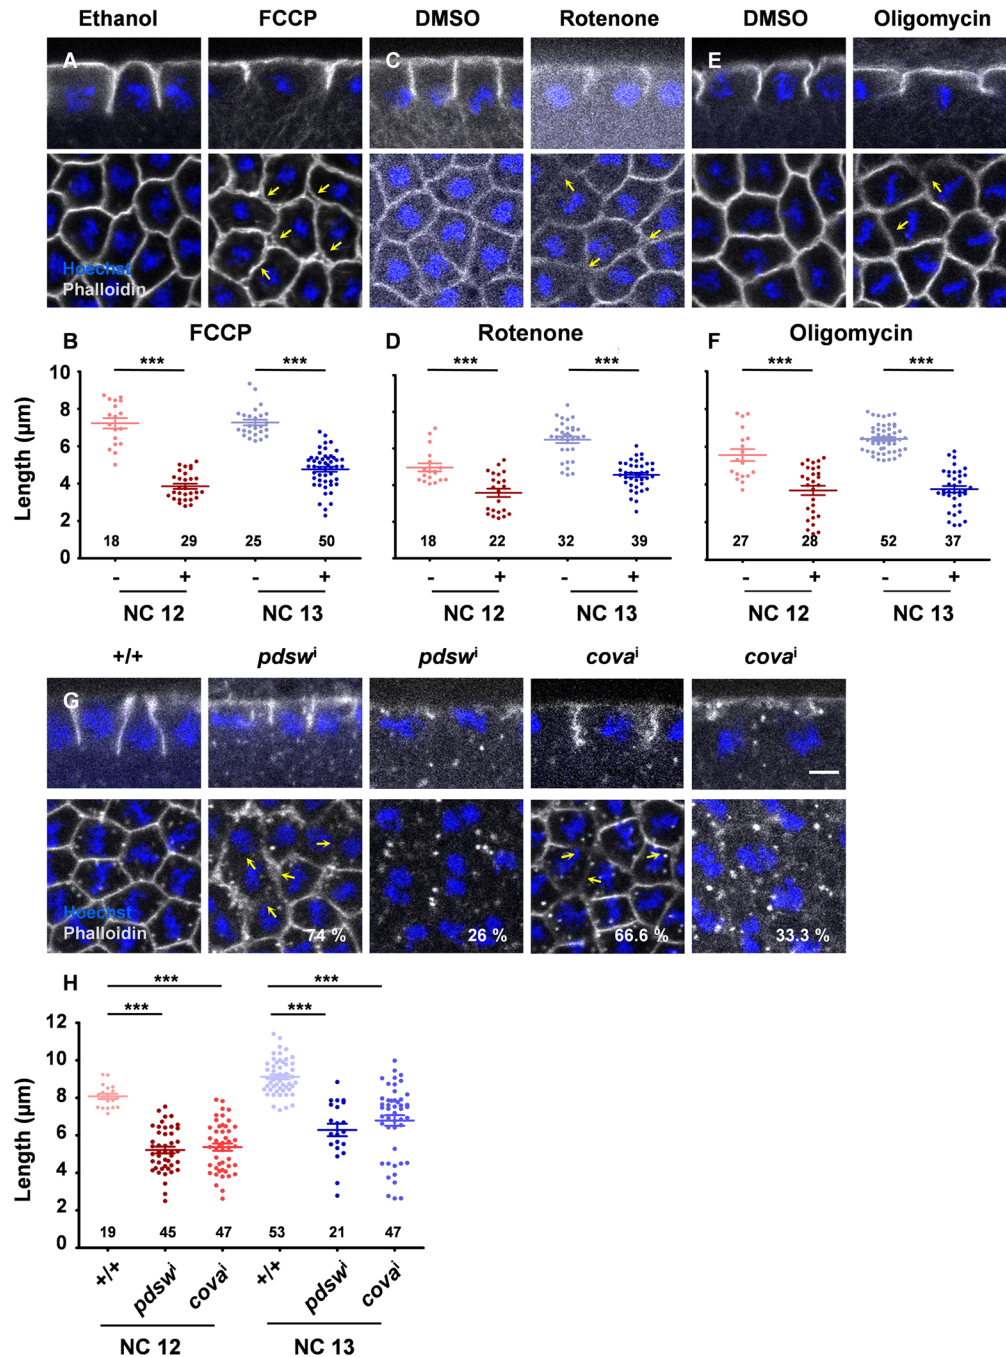 Ethanol FCCP DMSO Rotenone DMSO Oligomycin
A C E
Hoechst
Phalloidin
B FCCP D Rotenone F Oligomycin
*** *** *** *** *** ***
Length (µm)
10
8
6
4
2
0
18 29 25 50 18 22 32 39 27 28 52 37
- + - + - + - + - + - +
NC 12 NC 13 NC 12 NC 13 NC 12 NC 13
+/+ pdswⁱ pdswⁱ covaⁱ covaⁱ
G
Hoechst
Phalloidin
74 % 26 % 66.6 % 33.3 %
H
*** ***
*** ***
Length (µm)
12
10
8
6
4
2
0
19 45 47 53 21 47
+/+ pdswⁱ covaⁱ +/+ pdswⁱ covaⁱ
NC 12 NC 13